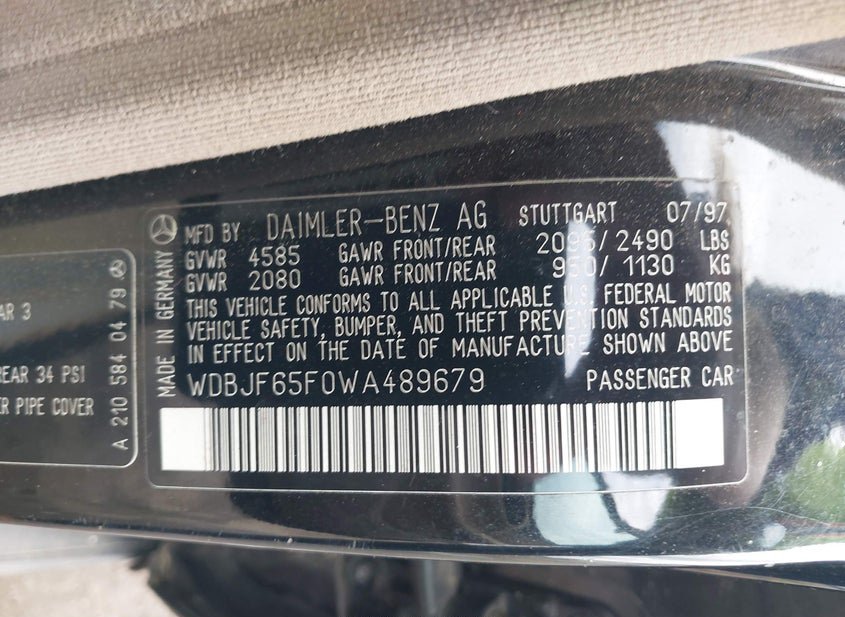 AR 3
REAR 34 PSI
ER PIPE COVER
A 210 584 04 79
MADE IN GERMANY
MFD BY DAIMLER-BENZ AG STUTTGART 07/97
GVWR 4585 GAWR FRONT/REAR 2095/2490 LBS
GVWR 2080 GAWR FRONT/REAR 950/1130 KG
THIS VEHICLE CONFORMS TO ALL APPLICABLE U.S. FEDERAL MOTOR
VEHICLE SAFETY, BUMPER, AND THEFT PREVENTION STANDARDS
IN EFFECT ON THE DATE OF MANUFACTURE SHOWN ABOVE
WDBJF65F0WA489679 PASSENGER CAR